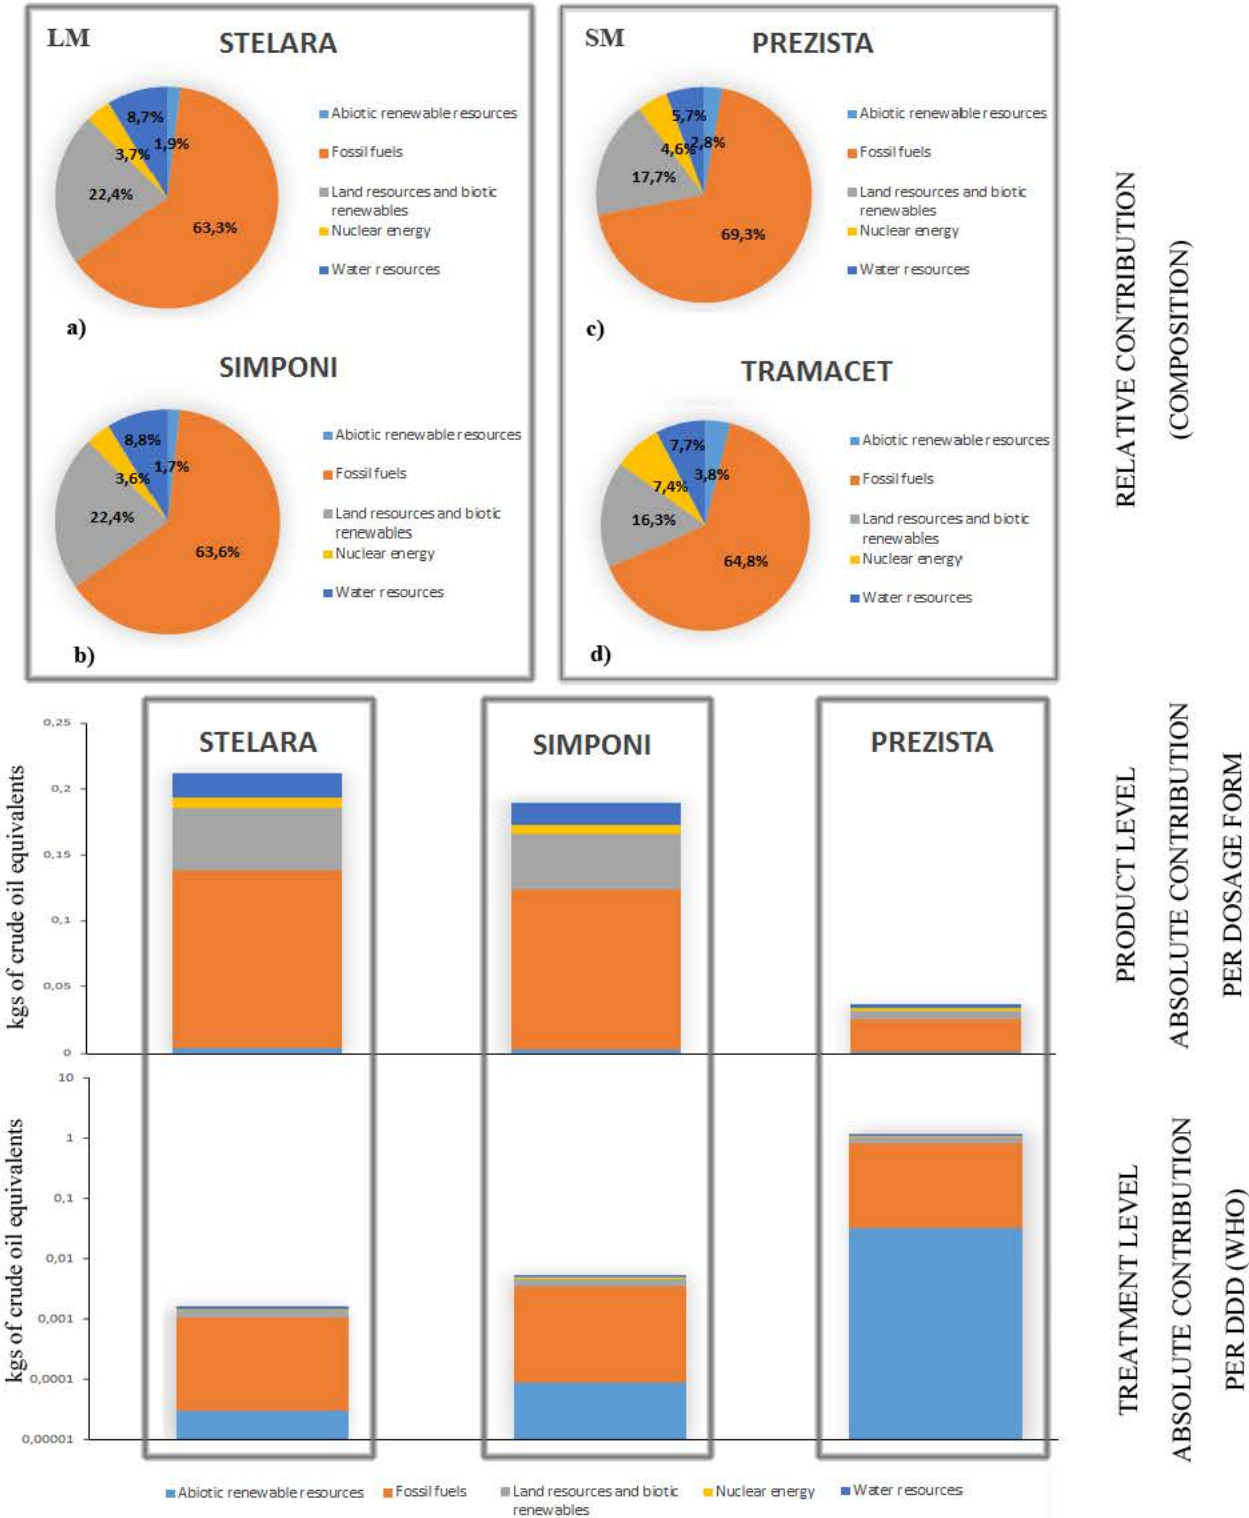 LM
STELARA
8,7%
1,9%
3,7%
22,4%
63,3%
Abiotic renewable resources
Fossil fuels
Land resources and biotic
renewables
Nuclear energy
Water resources
a)
SIMPONI
8,8%
1,7%
3,6%
22,4%
63,6%
Abiotic renewable resources
Fossil fuels
Land resources and biotic
renewables
Nuclear energy
Water resources
b)
SM
PREZISTA
5,7%
2,8%
4,6%
17,7%
69,3%
Abiotic renewable resources
Fossil fuels
Land resources and biotic
renewables
Nuclear energy
Water resources
c)
TRAMACET
7,7%
3,8%
7,4%
16,3%
64,8%
Abiotic renewable resources
Fossil fuels
Land resources and biotic
renewables
Nuclear energy
Water resources
d)
RELATIVE CONTRIBUTION
(COMPOSITION)
kgs of crude oil equivalents
0,25
0,2
0,15
0,1
0,05
0
STELARA
SIMPONI
PREZISTA
PRODUCT LEVEL
ABSOLUTE CONTRIBUTION
PER DOSAGE FORM
kgs of crude oil equivalents
10
1
0,1
0,01
0,001
0,0001
0,00001
TREATMENT LEVEL
ABSOLUTE CONTRIBUTION
PER DDD (WHO)
Abiotic renewable resources
Fossil fuels
Land resources and biotic
renewables
Nuclear energy
Water resources